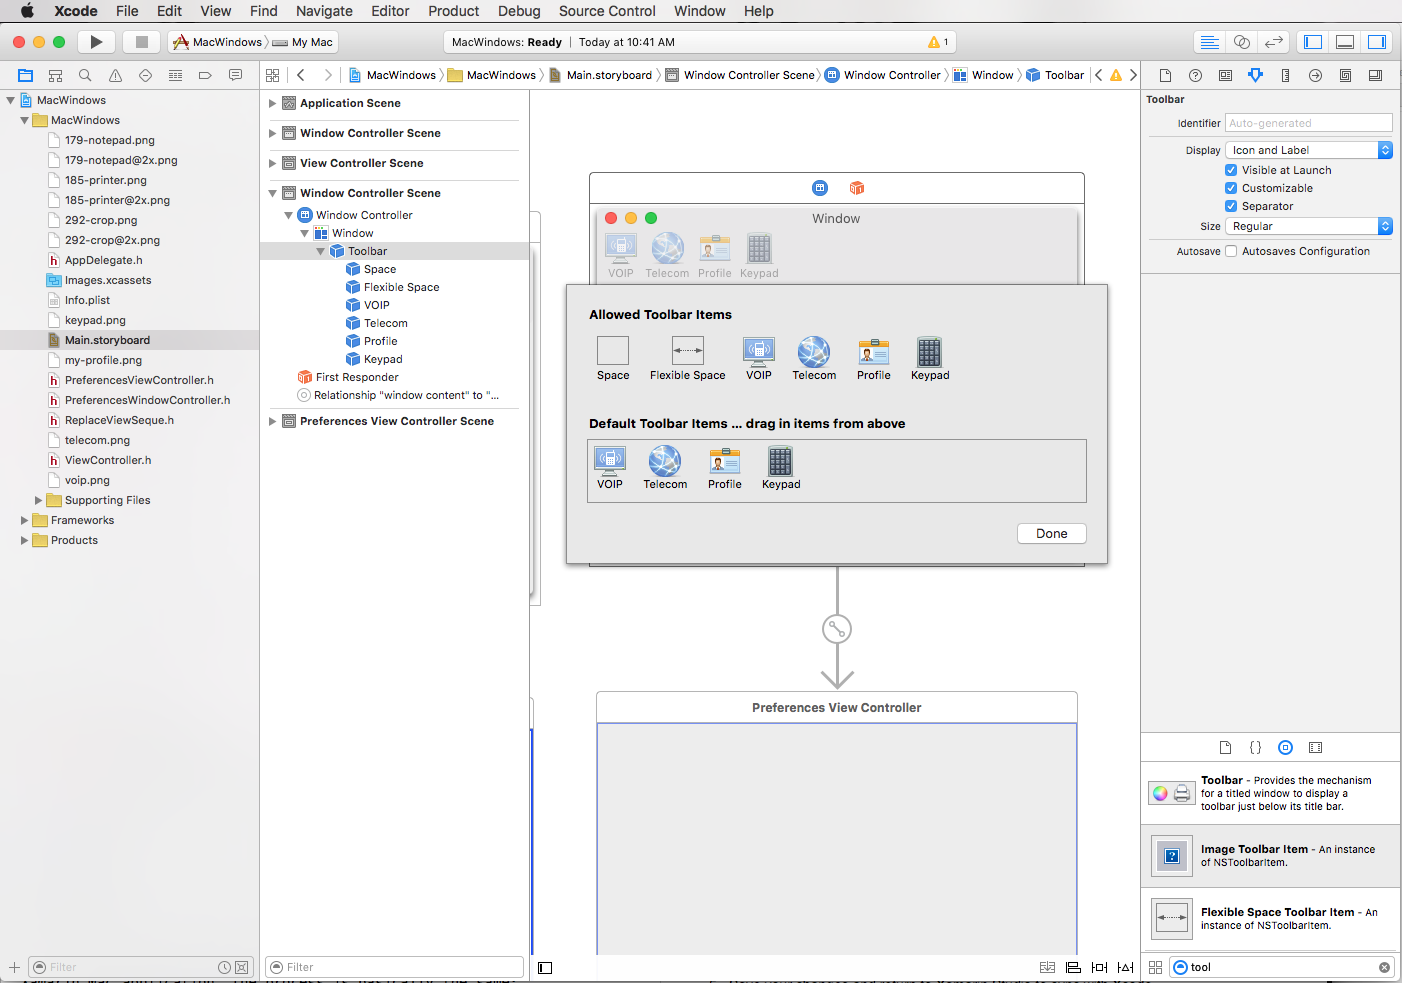 Xcode File Edit View Find Navigate Editor Product Debug Source Control Window Help
MacWindows My Mac
MacWindows: Ready | Today at 10:41 AM
1
MacWindows MacWindows Main.storyboard Window Controller Scene Window Controller Window Toolbar
MacWindows
MacWindows
179-notepad.png
179-notepad@2x.png
185-printer.png
185-printer@2x.png
292-crop.png
292-crop@2x.png
AppDelegate.h
Images.xcassets
Info.plist
keypad.png
Main.storyboard
my-profile.png
PreferencesViewController.h
PreferencesWindowController.h
ReplaceViewSeque.h
telecom.png
ViewController.h
voip.png
Supporting Files
Frameworks
Products
Filter
Application Scene
Window Controller Scene
View Controller Scene
Window Controller Scene
Window Controller
Window
Toolbar
Space
Flexible Space
VOIP
Telecom
Profile
Keypad
First Responder
Relationship "window content" to "...
Preferences View Controller Scene
Filter
Window
VOIP Telecom Profile Keypad
Allowed Toolbar Items
Space Flexible Space VOIP Telecom Profile Keypad
Default Toolbar Items ... drag in items from above
VOIP Telecom Profile Keypad
Done
Preferences View Controller
Toolbar
Identifier Auto-generated
Display Icon and Label
Visible at Launch
Customizable
Separator
Size Regular
Autosave Autosaves Configuration
Toolbar - Provides the mechanism
for a titled window to display a
toolbar just below its title bar.
Image Toolbar Item - An instance
of NSToolbarItem.
Flexible Space Toolbar Item - An
instance of NSToolbarItem.
tool